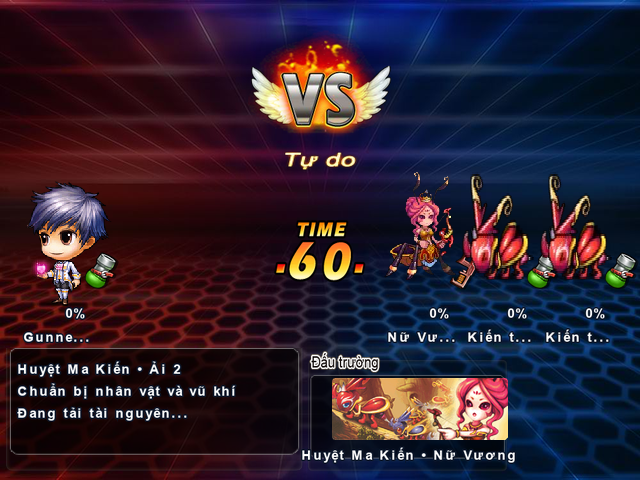 VS
Tự do
TIME
60
0%
0%
0%
0%
Gunne...
Nữ Vư...
Kiến t...
Kiến t...
Huyệt Ma Kiến • Ải 2
Chuẩn bị nhân vật và vũ khí
Đang tải tài nguyên...
Đấu trường
Huyệt Ma Kiến • Nữ Vương